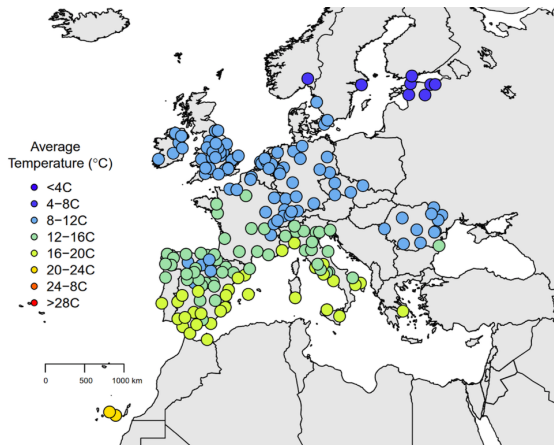 Average
Temperature (°C)
<4C
4−8C
8−12C
12−16C
16−20C
20−24C
24−8C
>28C
0 500 1000 km